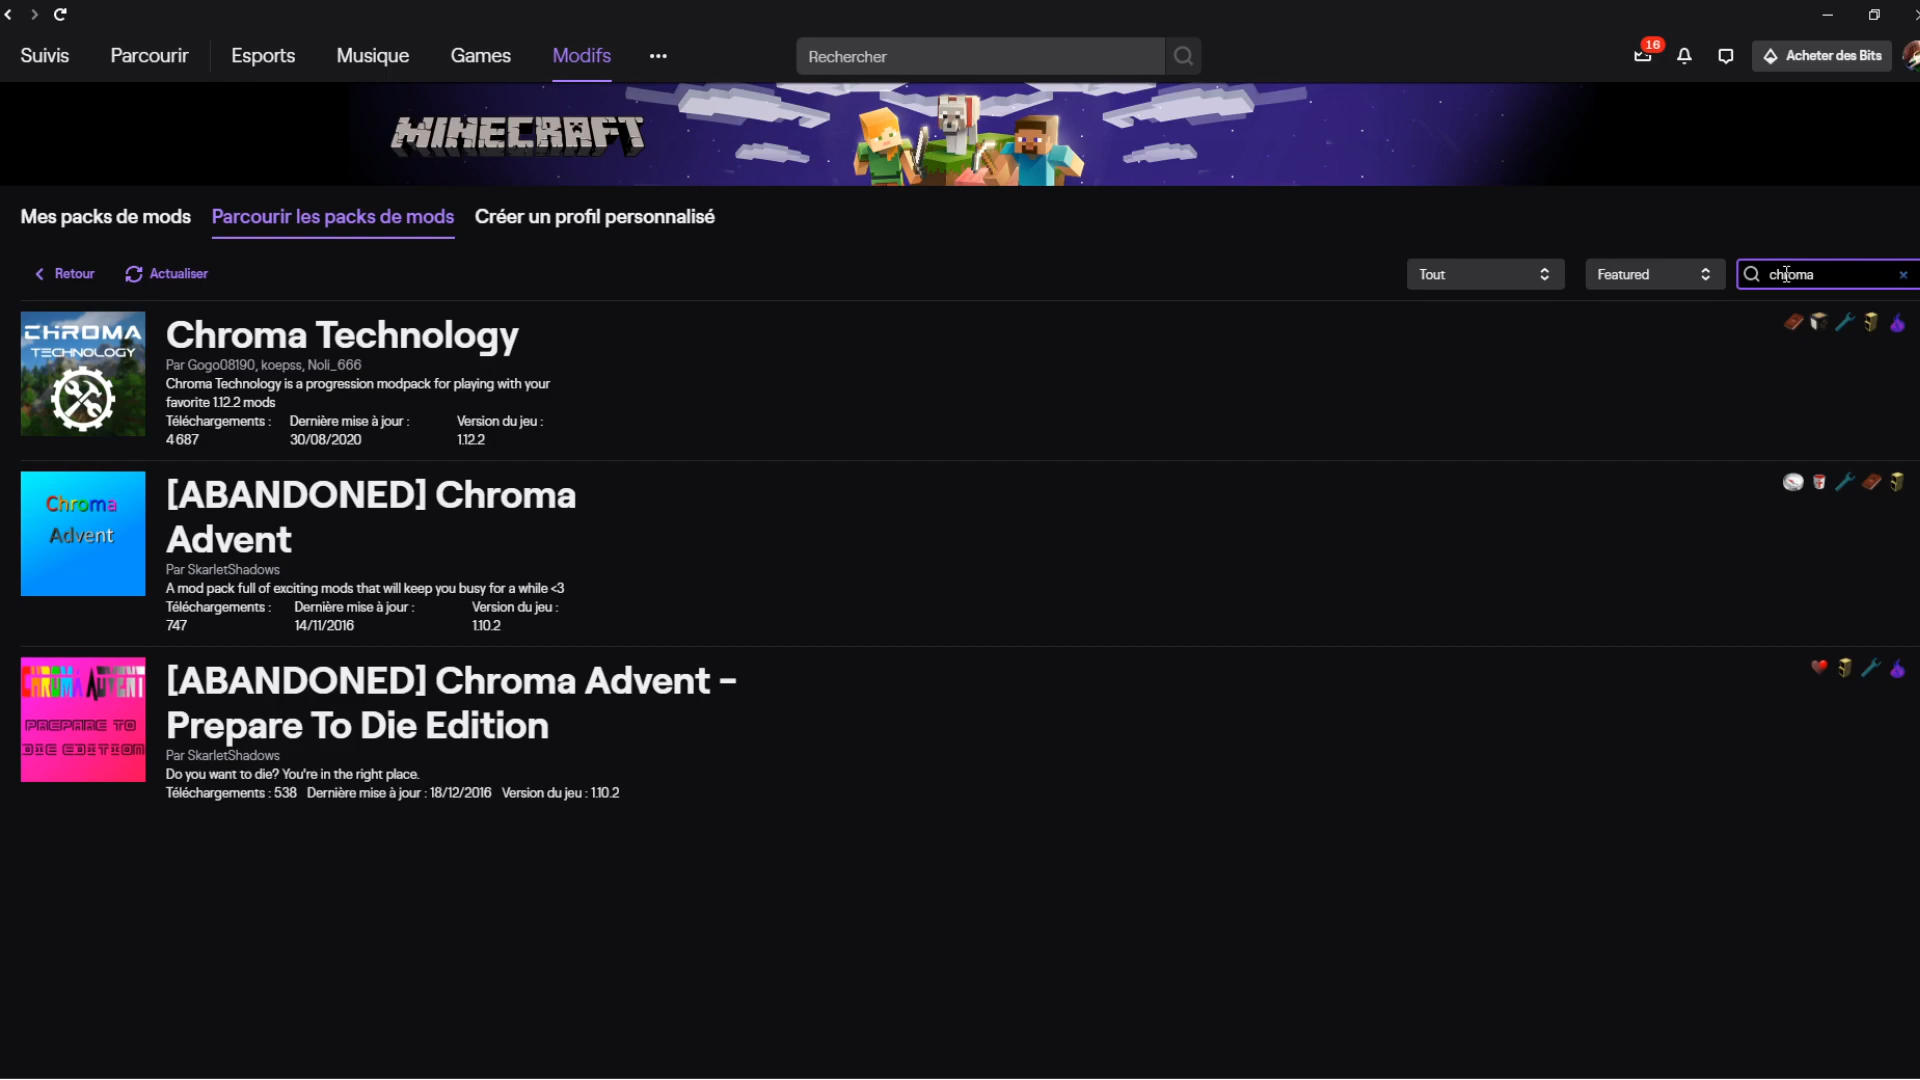 Suivis Parcourir Esports Musique Games Modifs ••• Rechercher 16 Acheter des Bits
MINECRAFT
Mes packs de mods Parcourir les packs de mods Créer un profil personnalisé
Retour Actualiser Tout Featured chroma
CHROMA
TECHNOLOGY
Chroma Technology
Par Gogo08190, koepss, Noli_666
Chroma Technology is a progression modpack for playing with your
favorite 1.12.2 mods
Téléchargements : Dernière mise à jour : Version du jeu :
4 687 30/08/2020 1.12.2
Chroma
Advent
[ABANDONED] Chroma
Advent
Par SkarletShadows
A mod pack full of exciting mods that will keep you busy for a while <3
Téléchargements : Dernière mise à jour : Version du jeu :
747 14/11/2016 1.10.2
CHROMA ADVENT
PREPARE TO
DIE EDITION
[ABANDONED] Chroma Advent -
Prepare To Die Edition
Par SkarletShadows
Do you want to die? You're in the right place.
Téléchargements : 538 Dernière mise à jour : 18/12/2016 Version du jeu : 1.10.2